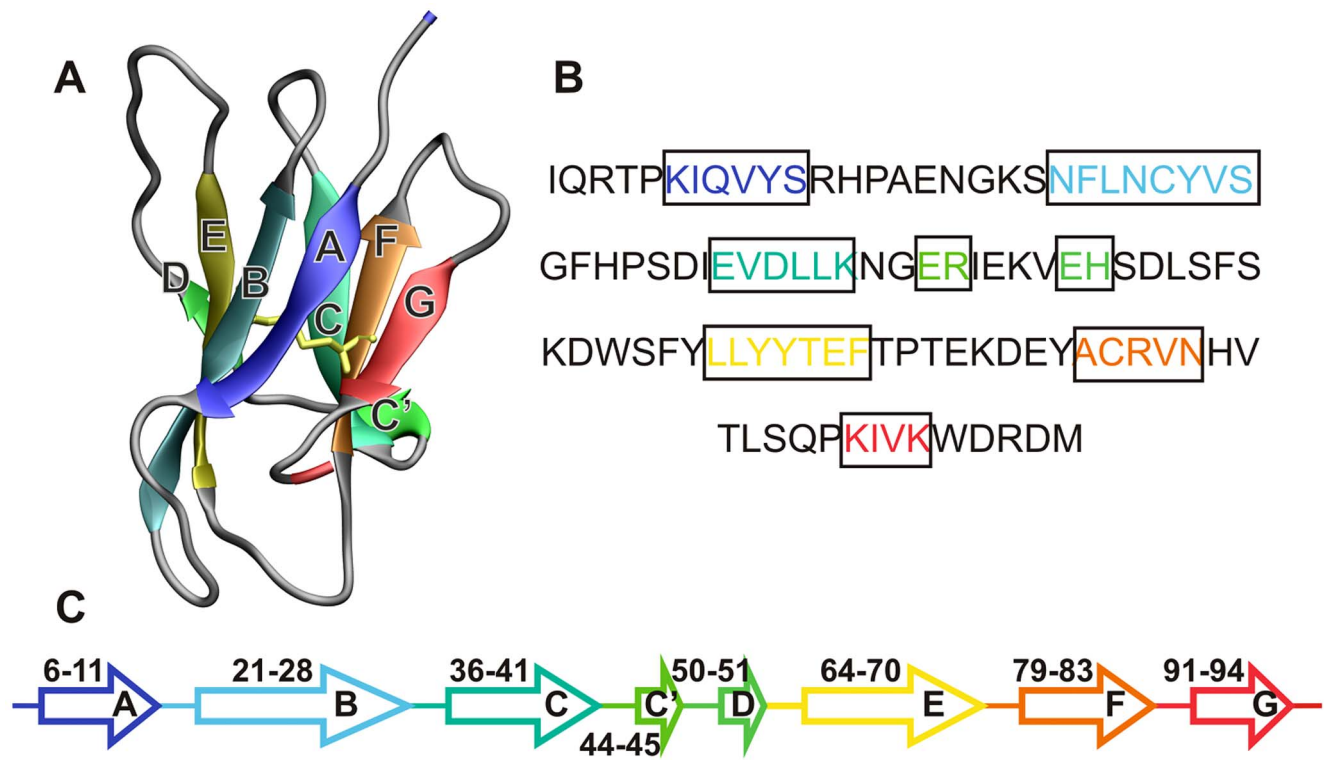 A
B
E
A
F
D
B
G
C
C’
IQRTPKIQVYSRHPAENGKSNFLNCYVS
GFHPSDIEVDLLKNGERIEKVEHSDLSFS
KDWSFYLLYYTEFTPTEKDEYACRVNHV
TLSQPKIVKWDRDM
C
6-11 21-28 36-41 50-51 64-70 79-83 91-94
A B C C’ D E F G
44-45